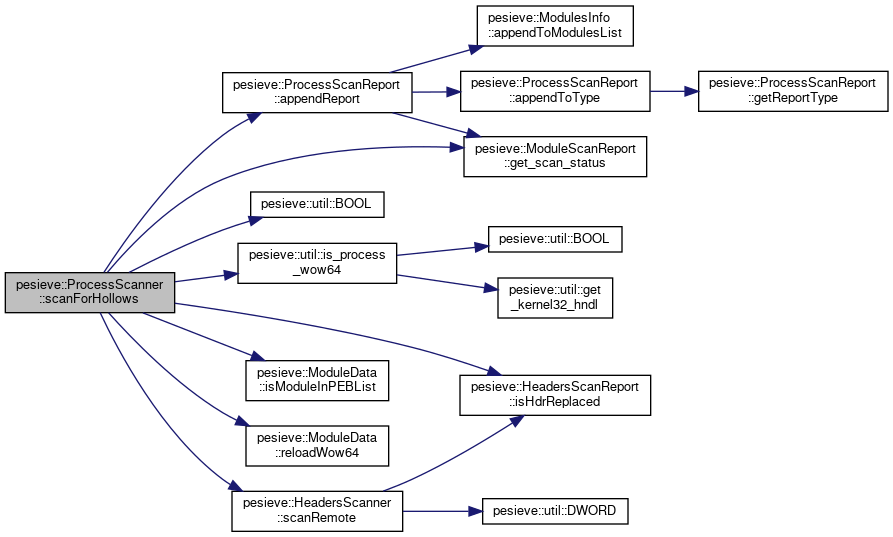 pesieve::ModulesInfo
::appendToModulesList
pesieve::ProcessScanReport
::appendReport
pesieve::ProcessScanReport
::appendToType
pesieve::ProcessScanReport
::getReportType
pesieve::ModuleScanReport
::get_scan_status
pesieve::util::BOOL
pesieve::util::is_process
_wow64
pesieve::util::BOOL
pesieve::ProcessScanner
::scanForHollows
pesieve::util::get
_kernel32_hndl
pesieve::ModuleData
::isModuleInPEBList
pesieve::HeadersScanReport
::isHdrReplaced
pesieve::ModuleData
::reloadWow64
pesieve::HeadersScanner
::scanRemote
pesieve::util::DWORD